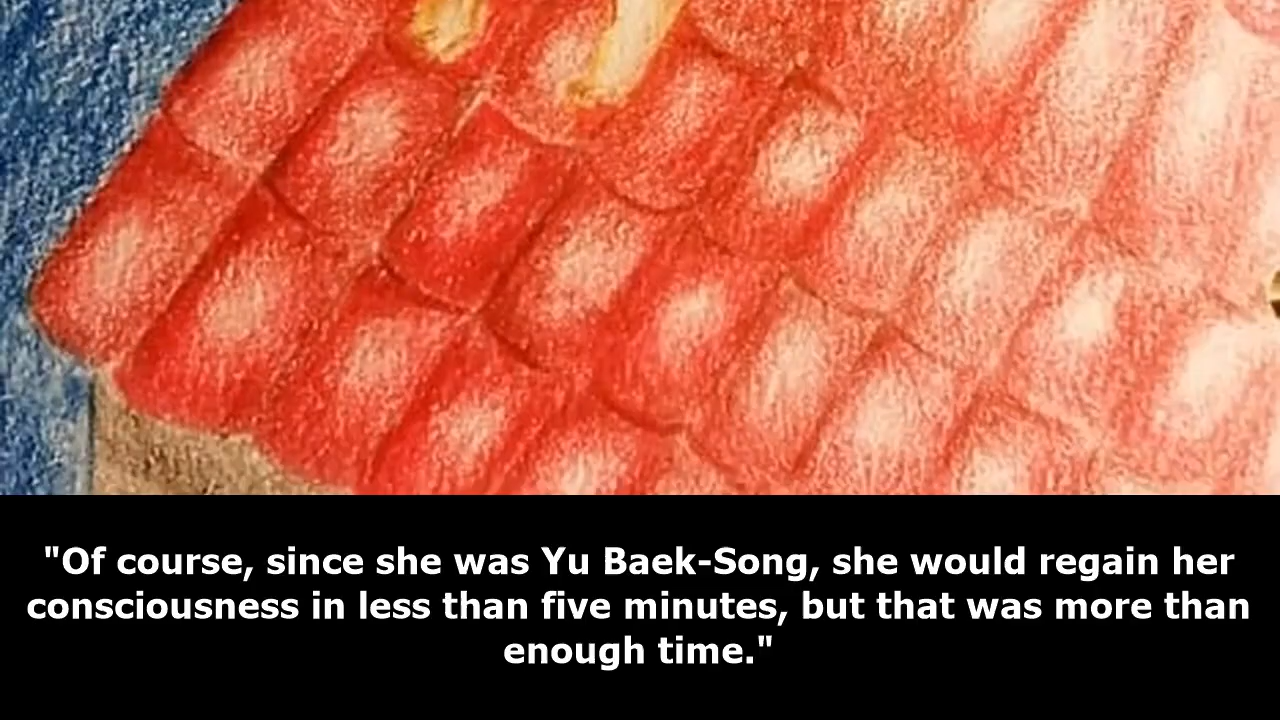 "Of course, since she was Yu Baek-Song, she would regain her
consciousness in less than five minutes, but that was more than
enough time."